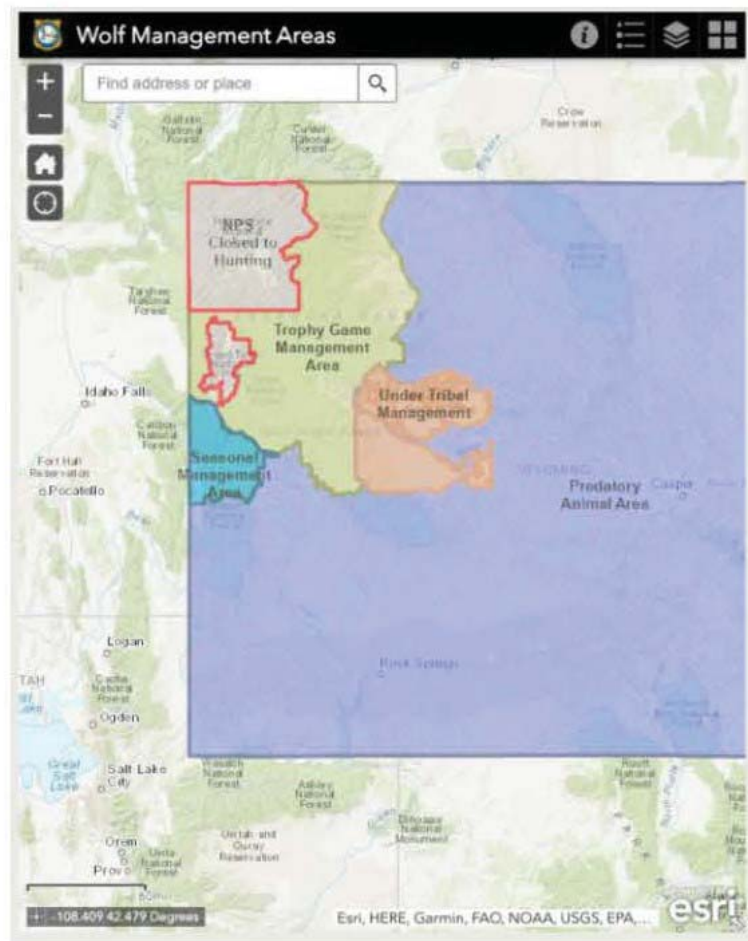 Wolf Management Areas
Find address or place
Gallatin
National
Forest
Custer
National
Forest
Crow
Reservation
NPS
Closed to
Hunting
Targhee
National
Forest
Trophy Game
Management
Area
Idaho Falls
Under Tribal
Management
Caribou
National
Forest
Fort Hall
Reservation
Pocatello
Seasonal
Management
Area
WYOMING
Predatory
Animal Area
Casper
Rock Springs
Logan
TAH
Cache
National
Forest
Ogden
Great
Salt
Lake
Salt Lake
City
Wasatch
National
Forest
Ashley
National
Forest
Routt
National
Forest
Dinosaur
National
Monument
Uintah and
Ouray
Reservation
Orem
Provo
Uinta
National
Forest
-108.409 42.479 Degrees
Esri, HERE, Garmin, FAO, NOAA, USGS, EPA,...
esri